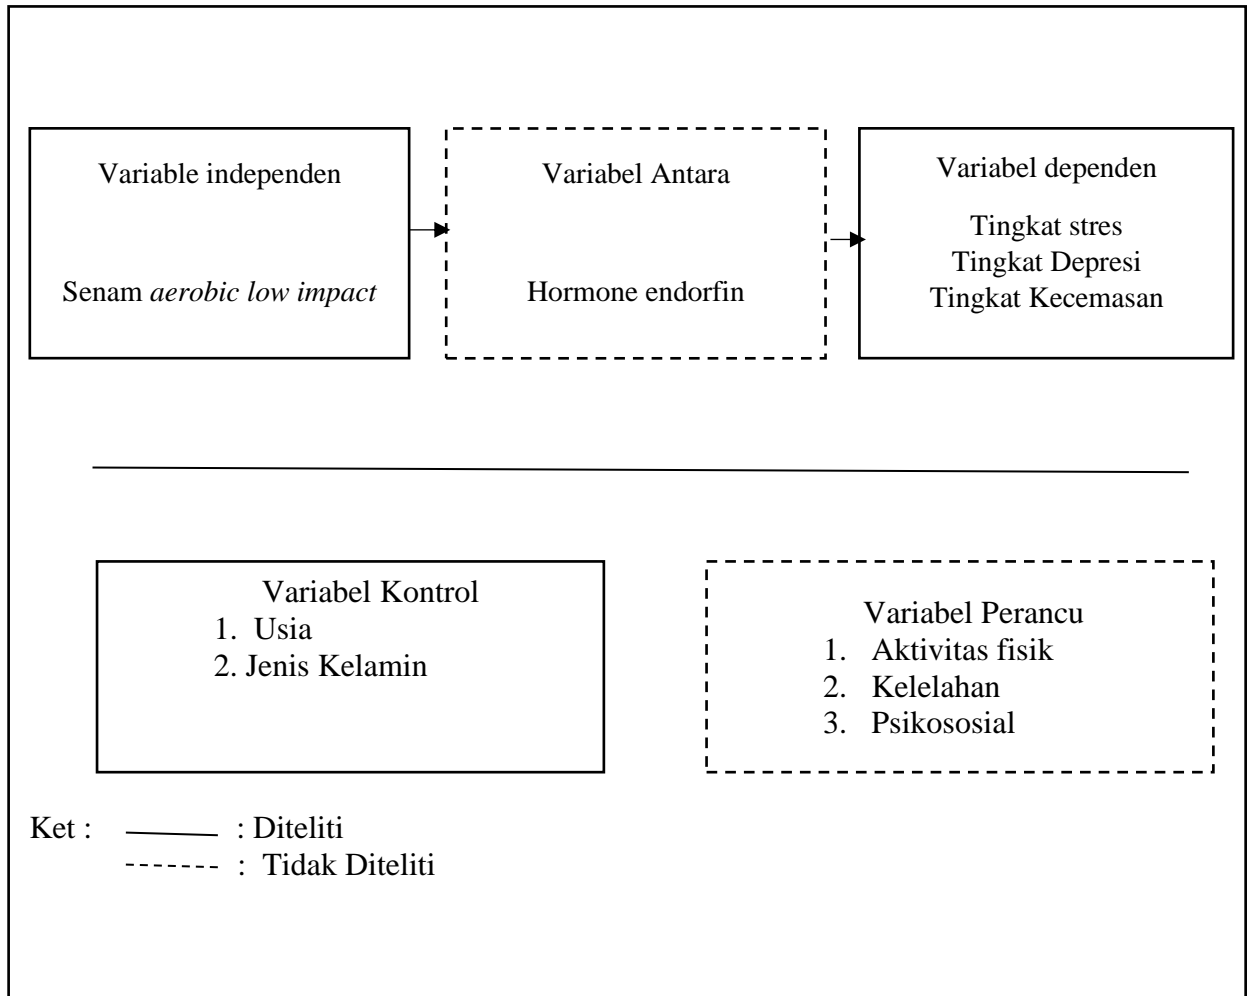 Variable independen
Senam aerobic low impact
Variabel Antara
Hormone endorfin
Variabel dependen
Tingkat stres
Tingkat Depresi
Tingkat Kecemasan
Variabel Kontrol
1. Usia
2. Jenis Kelamin
Variabel Perancu
1. Aktivitas fisik
2. Kelelahan
3. Psikososial
Ket : : Diteliti
: Tidak Diteliti